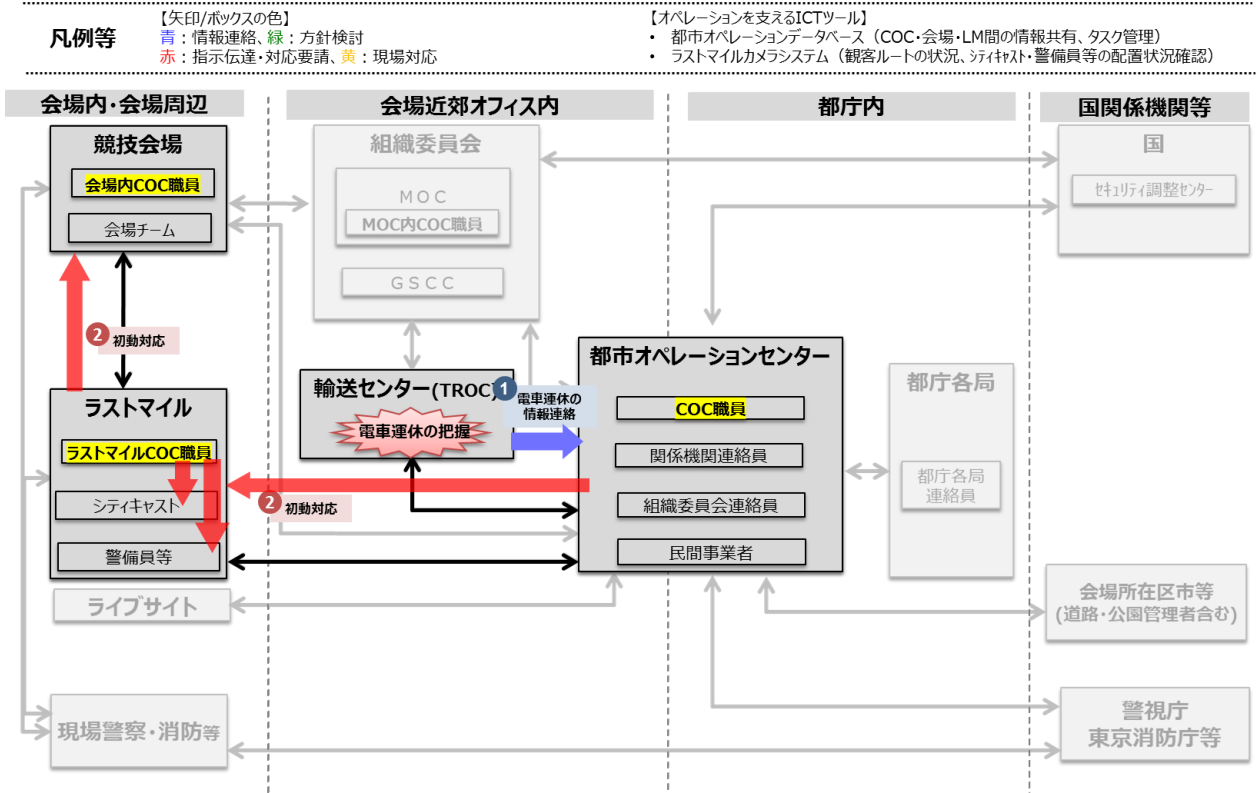 凡例等
【矢印/ボックスの色】
青：情報連絡、緑：方針検討
赤：指示伝達・対応要請、黄：現場対応
【オペレーションを支えるICTツール】
• 都市オペレーションデータベース（COC・会場・LM間の情報共有、タスク管理）
• ラストマイルカメラシステム（観客ルートの状況、ｼﾃｨｷｬｽﾄ・警備員等の配置状況確認）
会場内・会場周辺
会場近郊オフィス内
都庁内
国関係機関等
競技会場
会場内COC職員
会場チーム
組織委員会
ＭＯＣ
MOC内COC職員
ＧＳＣＣ
国
ｾｷｭﾘﾃｨ調整ｾﾝﾀｰ
2 初動対応
都市オペレーションセンター
COC職員
関係機関連絡員
組織委員会連絡員
民間事業者
輸送センター(TROC)
電車運休の把握
1
電車運休の
情報連絡
都庁各局
都庁各局
連絡員
ラストマイル
ラストマイルCOC職員
シティキャスト
警備員等
2 初動対応
ライブサイト
会場所在区市等
(道路・公園管理者含む)
現場警察・消防等
警視庁
東京消防庁等